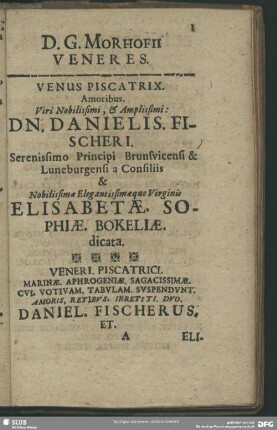 1
D. G. MORHOFII
VENERES.
VENUS PISCATRIX.
Amoribus.
Viri Nobilissimi, & Amplissimi:
DN. DANIELIS. FI-
SCHERI.
Serenissimo Principi Brunsvicensi &
Luneburgensi a Consiliis
&
Nobilissimæ Elegantissimæque Virginis
ELISABETÆ. SO-
PHIÆ. BOKELIÆ.
dicata.
VENERI. PISCATRICI.
MARINÆ. APHROGENIÆ. SAGACISSIMÆ.
CVI. VOTIVAM. TABVLAM. SVSPENDVNT.
AMORIS, RETIBVS. IRRETITI. DVO.
DANIEL. FISCHERUS.
ET.
A ELI-
SLUB
DFG